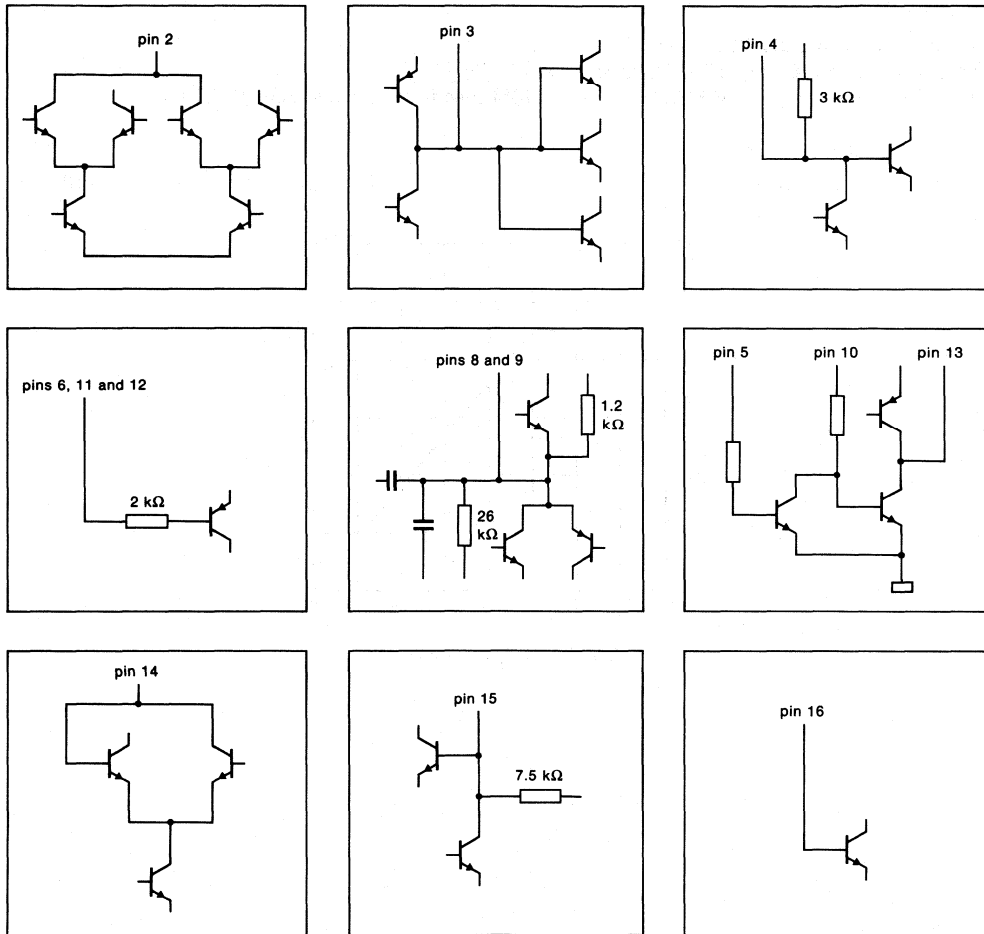 pin 2
pin 3
pin 4
3 kΩ
pins 6, 11 and 12
2 kΩ
pins 8 and 9
1.2
kΩ
26
kΩ
pin 5
pin 10
pin 13
pin 14
pin 15
7.5 kΩ
pin 16